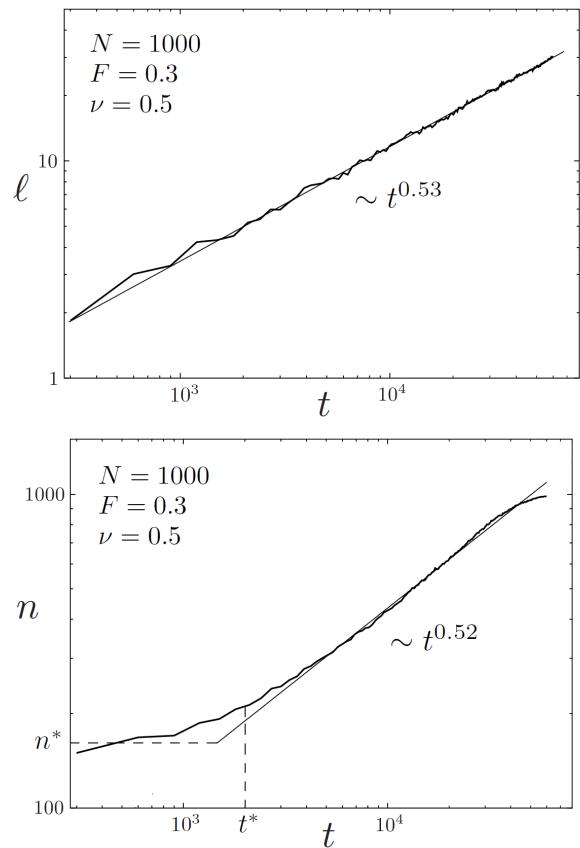 N = 1000
F = 0.3
ν = 0.5
10
ℓ
∼ t^0.53
1
10^3
10^4
t
N = 1000
F = 0.3
ν = 0.5
1000
n
∼ t^0.52
n*
100
10^3
t*
10^4
t